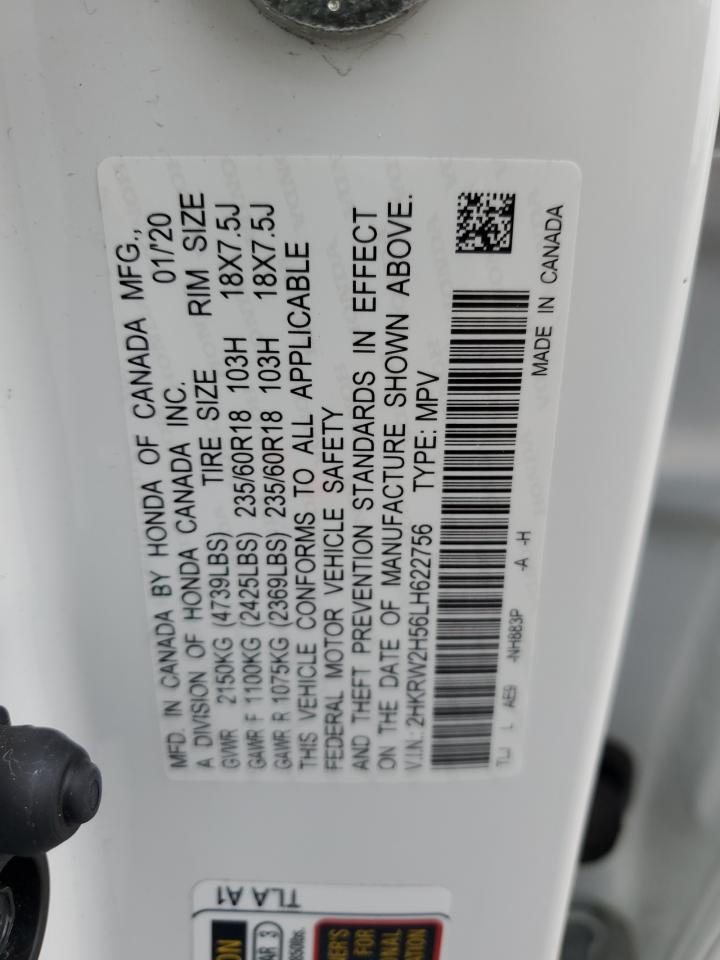 MFD. IN CANADA BY HONDA OF CANADA MFG.,
A DIVISION OF HONDA CANADA INC. 01/'20
GVWR 2150KG (4739LBS) TIRE SIZE RIM SIZE
GAWR F 1100KG (2425LBS) 235/60R18 103H 18X7.5J
GAWR R 1075KG (2369LBS) 235/60R18 103H 18X7.5J
THIS VEHICLE CONFORMS TO ALL APPLICABLE
FEDERAL MOTOR VEHICLE SAFETY
AND THEFT PREVENTION STANDARDS IN EFFECT
ON THE DATE OF MANUFACTURE SHOWN ABOVE.
V.I.N.: 2HKRW2H56LH622756 TYPE: MPV
TLJ L AE9 -NH883P -A -H
MADE IN CANADA
TLA A1